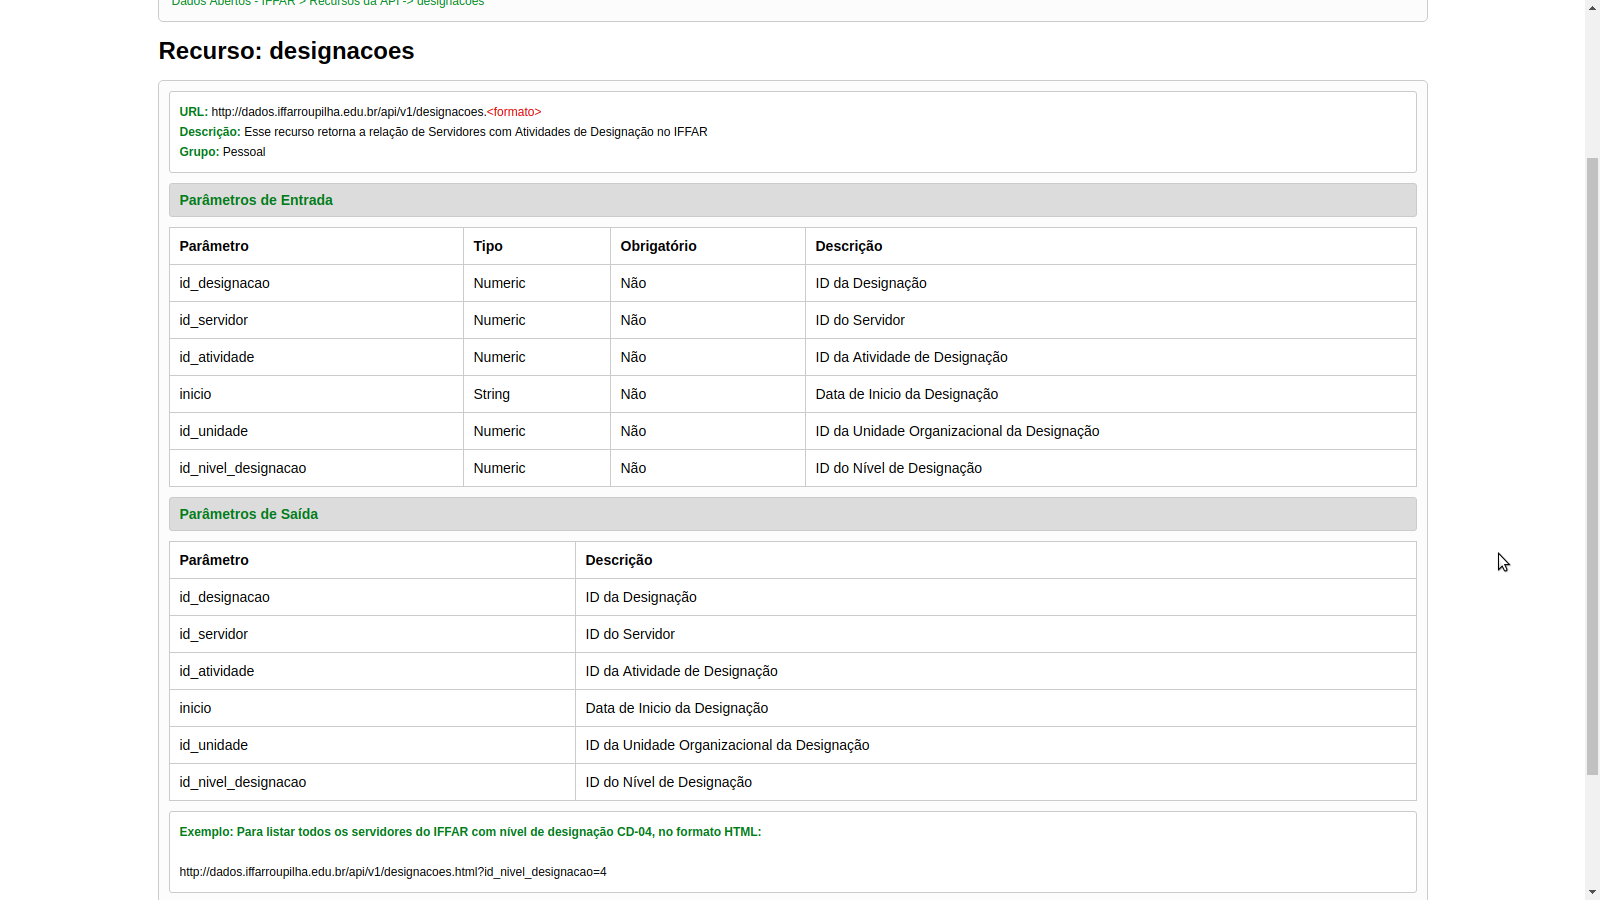 Dados Abertos - IFFAR > Recursos da API -> designacoes
Recurso: designacoes
URL: http://dados.iffarroupilha.edu.br/api/v1/designacoes.<formato>
Descrição: Esse recurso retorna a relação de Servidores com Atividades de Designação no IFFAR
Grupo: Pessoal
Parâmetros de Entrada
Parâmetro Tipo Obrigatório Descrição
id_designacao Numeric Não ID da Designação
id_servidor Numeric Não ID do Servidor
id_atividade Numeric Não ID da Atividade de Designação
inicio String Não Data de Inicio da Designação
id_unidade Numeric Não ID da Unidade Organizacional da Designação
id_nivel_designacao Numeric Não ID do Nível de Designação
Parâmetros de Saída
Parâmetro Descrição
id_designacao ID da Designação
id_servidor ID do Servidor
id_atividade ID da Atividade de Designação
inicio Data de Inicio da Designação
id_unidade ID da Unidade Organizacional da Designação
id_nivel_designacao ID do Nível de Designação
Exemplo: Para listar todos os servidores do IFFAR com nível de designação CD-04, no formato HTML:
http://dados.iffarroupilha.edu.br/api/v1/designacoes.html?id_nivel_designacao=4